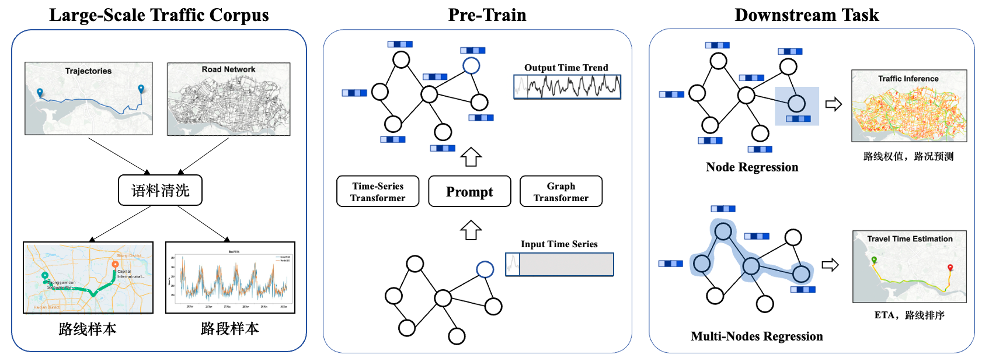 Large-Scale Traffic Corpus
Trajectories
Road Network
语料清洗
路线样本
路段样本
Pre-Train
Output Time Trend
Time-Series
Transformer
Prompt
Graph
Transformer
Input Time Series
Downstream Task
Traffic Inference
Node Regression
路线权值，路况预测
Travel Time Estimation
Multi-Nodes Regression
ETA，路线排序